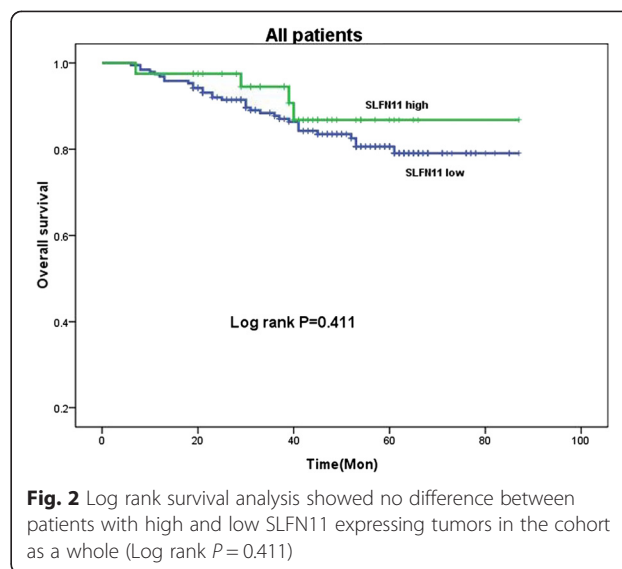 All patients
1.0
0.8
0.6
0.4
0.2
Overall survival
SLFN11 high
SLFN11 low
Log rank P=0.411
0
20
40
60
80
100
Time(Mon)
Fig. 2 Log rank survival analysis showed no difference between
patients with high and low SLFN11 expressing tumors in the cohort
as a whole (Log rank P = 0.411)